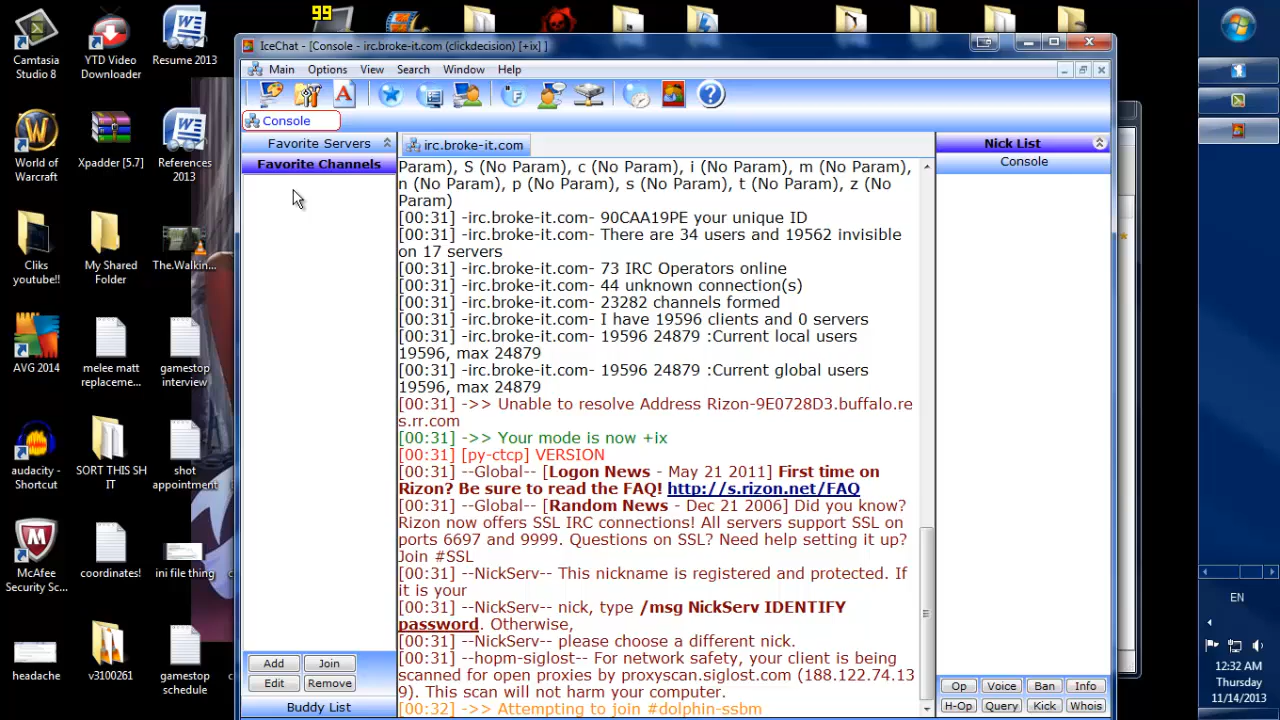 99
Camtasia
Studio 8
YTD Video
Downloader
Resume 2013
World of
Warcraft
Xpadder [5.7]
References
2013
Cliks
youtube!!
My Shared
Folder
The.Walkin...
AVG 2014
melee matt
replaceme...
gamestop
interview
audacity -
Shortcut
SORT THIS SH
IT
shot
appointment
McAfee
Security Sc...
coordinates!
ini file thing
headache
v3100261
gamestop
schedule
IceChat - [Console - irc.broke-it.com (clickdecision) [+ix] ]
Main Options View Search Window Help
Console
Favorite Servers
Favorite Channels
Add Join
Edit Remove
Buddy List
irc.broke-it.com
Param), S (No Param), c (No Param), i (No Param), m (No Param),
n (No Param), p (No Param), s (No Param), t (No Param), z (No
Param)
[00:31] -irc.broke-it.com- 90CAA19PE your unique ID
[00:31] -irc.broke-it.com- There are 34 users and 19562 invisible
on 17 servers
[00:31] -irc.broke-it.com- 73 IRC Operators online
[00:31] -irc.broke-it.com- 44 unknown connection(s)
[00:31] -irc.broke-it.com- 23282 channels formed
[00:31] -irc.broke-it.com- I have 19596 clients and 0 servers
[00:31] -irc.broke-it.com- 19596 24879 :Current local users
19596, max 24879
[00:31] -irc.broke-it.com- 19596 24879 :Current global users
19596, max 24879
[00:31] ->> Unable to resolve Address Rizon-9E0728D3.buffalo.re
s.rr.com
[00:31] ->> Your mode is now +ix
[00:31] [py-ctcp] VERSION
[00:31] --Global-- [Logon News - May 21 2011] First time on
Rizon? Be sure to read the FAQ! http://s.rizon.net/FAQ
[00:31] --Global-- [Random News - Dec 21 2006] Did you know?
Rizon now offers SSL IRC connections! All servers support SSL on
ports 6697 and 9999. Questions on SSL? Need help setting it up?
Join #SSL
[00:31] --NickServ-- This nickname is registered and protected. If
it is your
[00:31] --NickServ-- nick, type /msg NickServ IDENTIFY
password. Otherwise,
[00:31] --NickServ-- please choose a different nick.
[00:31] --hopm-siglost-- For network safety, your client is being
scanned for open proxies by proxyscan.siglost.com (188.122.74.13
9). This scan will not harm your computer.
[00:32] ->> Attempting to join #dolphin-ssbm
Nick List
Console
Op Voice Ban Info
H-Op Query Kick Whois
EN
12:32 AM
Thursday
11/14/2013